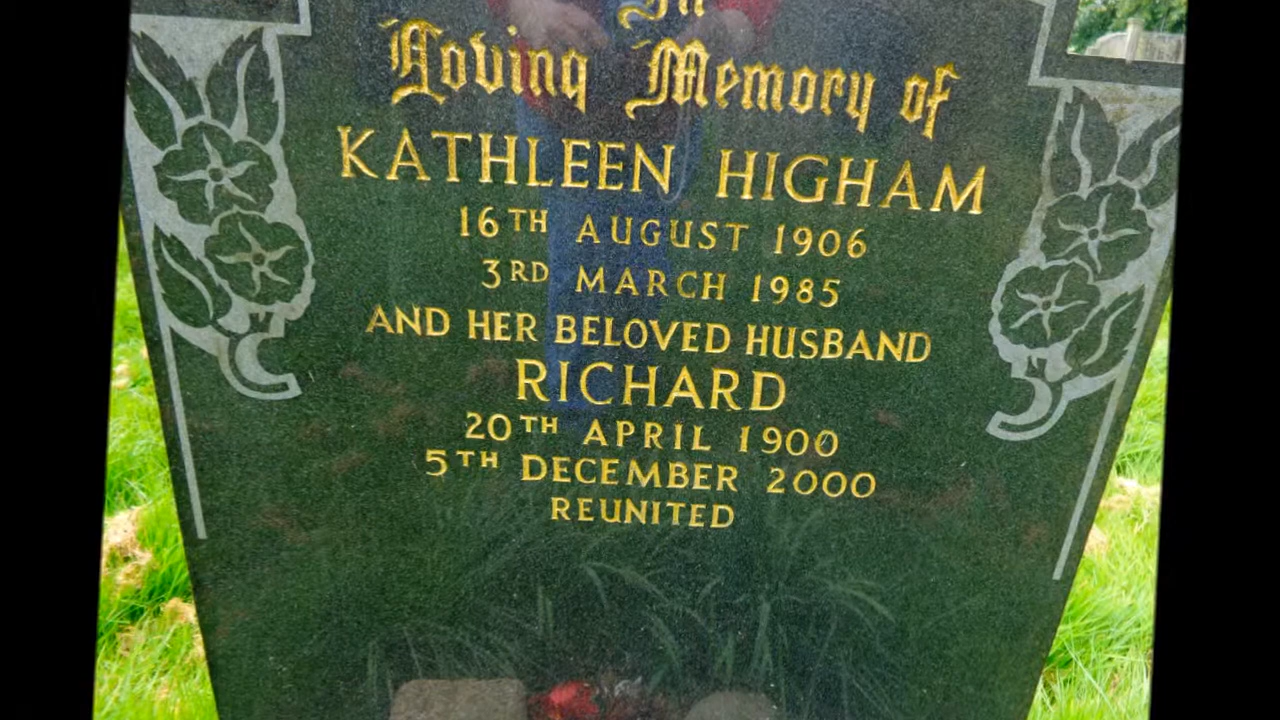 In
Loving Memory of
KATHLEEN HIGHAM
16TH AUGUST 1906
3RD MARCH 1985
AND HER BELOVED HUSBAND
RICHARD
20TH APRIL 1900
5TH DECEMBER 2000
REUNITED